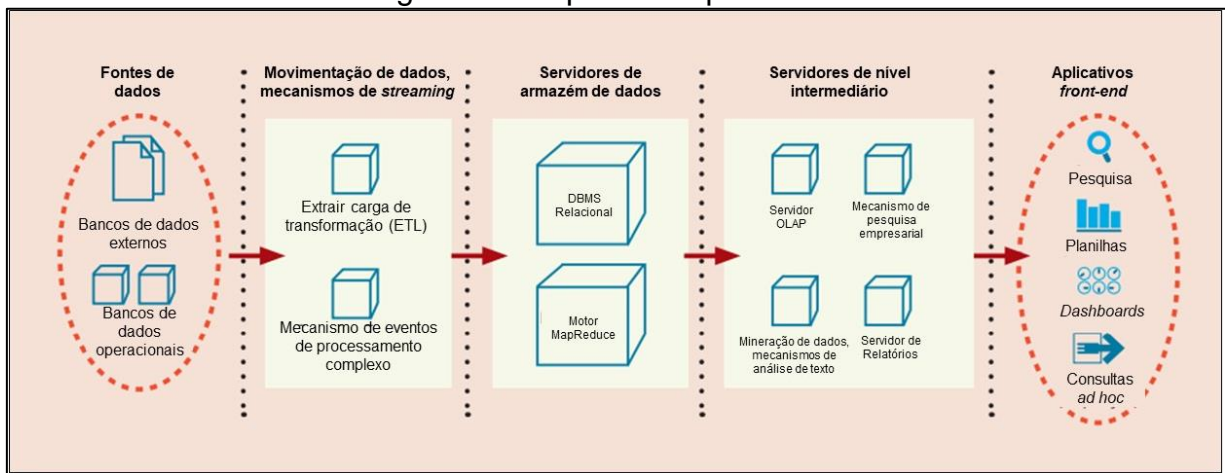 Fontes de
dados
Bancos de dados
externos
Bancos de
dados
operacionais
Movimentação de dados,
mecanismos de streaming
Extrair carga de
transformação (ETL)
Mecanismo de eventos
de processamento
complexo
Servidores de
armazém de dados
DBMS
Relacional
Motor
MapReduce
Servidores de nível
intermediário
Servidor
OLAP
Mecanismo de
pesquisa
empresarial
Mineração de dados,
mecanismos de
análise de texto
Servidor de
Relatórios
Aplicativos
front-end
Pesquisa
Planilhas
Dashboards
Consultas
ad hoc